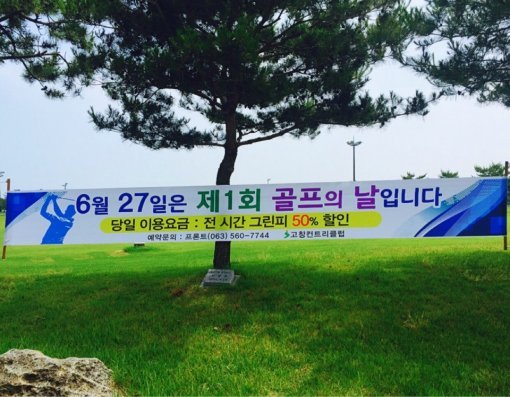 6월 27일은 제1회 골프의 날입니다
당일 이용요금 : 전 시간 그린피 50% 할인
예약문의 : 프론트(063) 560-7744 고창컨트리클럽